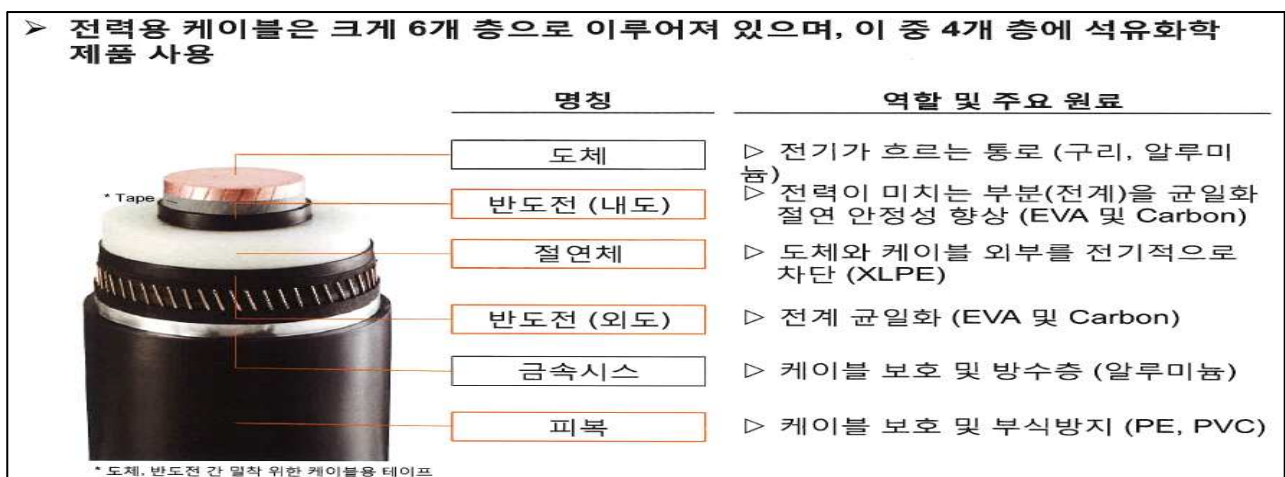 ➢ 전력용 케이블은 크게 6개 층으로 이루어져 있으며, 이 중 4개 층에 석유화학
제품 사용
명칭
역할 및 주요 원료
도체
▷ 전기가 흐르는 통로 (구리, 알루미
늄)
* Tape
반도전 (내도)
▷ 전력이 미치는 부분(전계)을 균일화
절연 안정성 향상 (EVA 및 Carbon)
절연체
▷ 도체와 케이블 외부를 전기적으로
차단 (XLPE)
반도전 (외도)
▷ 전계 균일화 (EVA 및 Carbon)
금속시스
▷ 케이블 보호 및 방수층 (알루미늄)
피복
▷ 케이블 보호 및 부식방지 (PE, PVC)
* 도체, 반도전 간 밀착 위한 케이블용 테이프